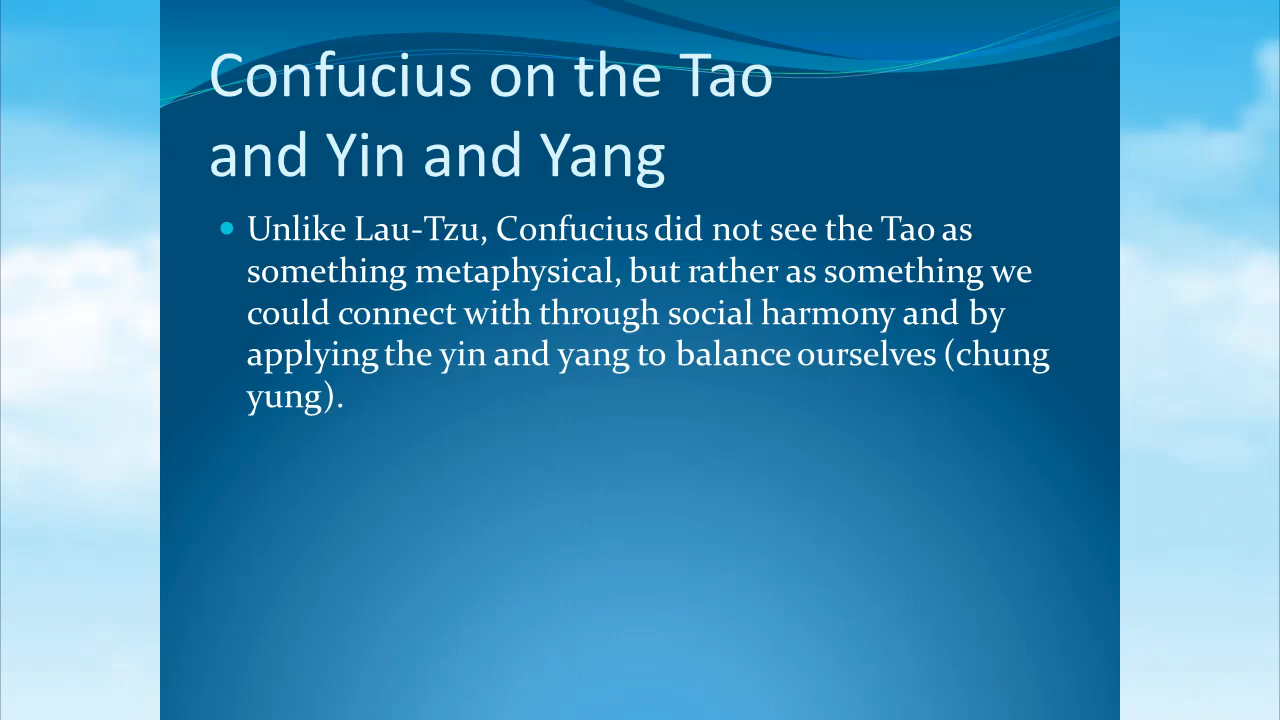 Confucius on the Tao
and Yin and Yang
Unlike Lau-Tzu, Confucius did not see the Tao as
something metaphysical, but rather as something we
could connect with through social harmony and by
applying the yin and yang to balance ourselves (chung
yung).